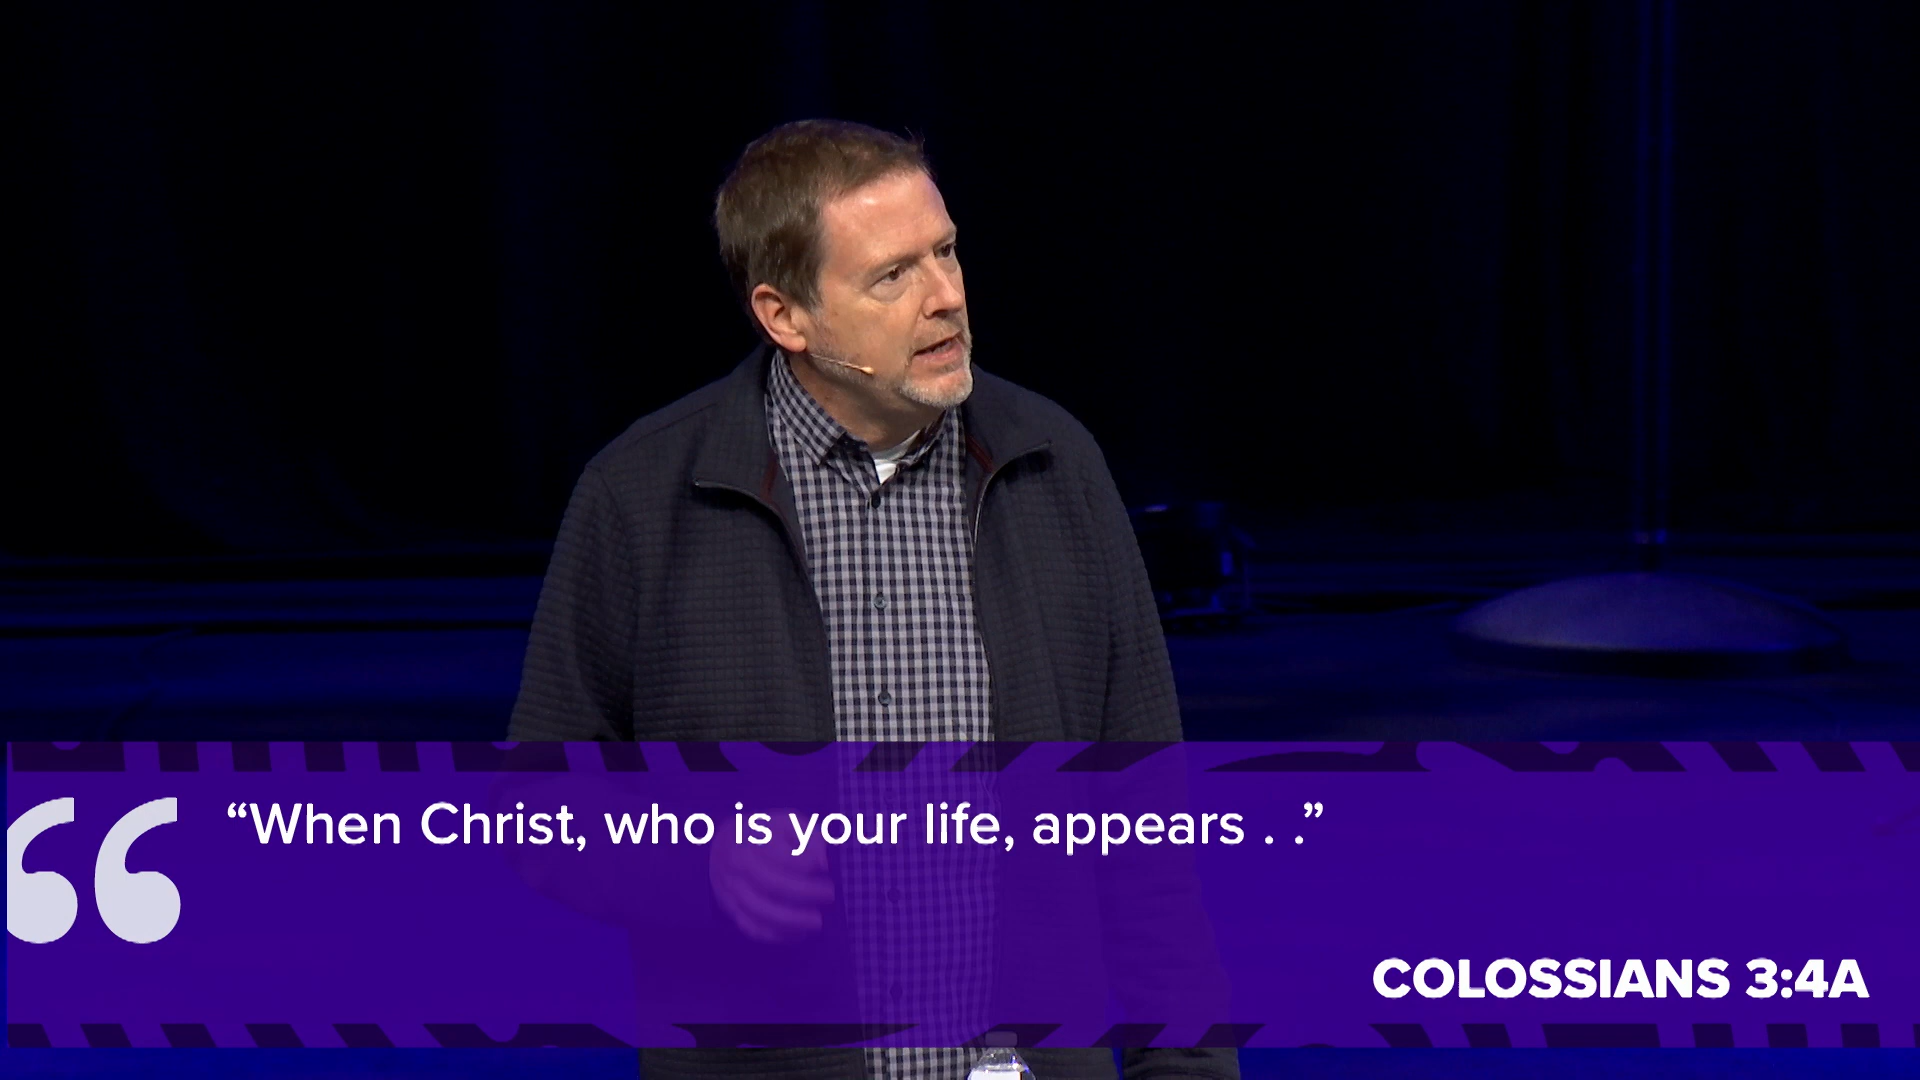 “When Christ, who is your life, appears . .”
COLOSSIANS 3:4A